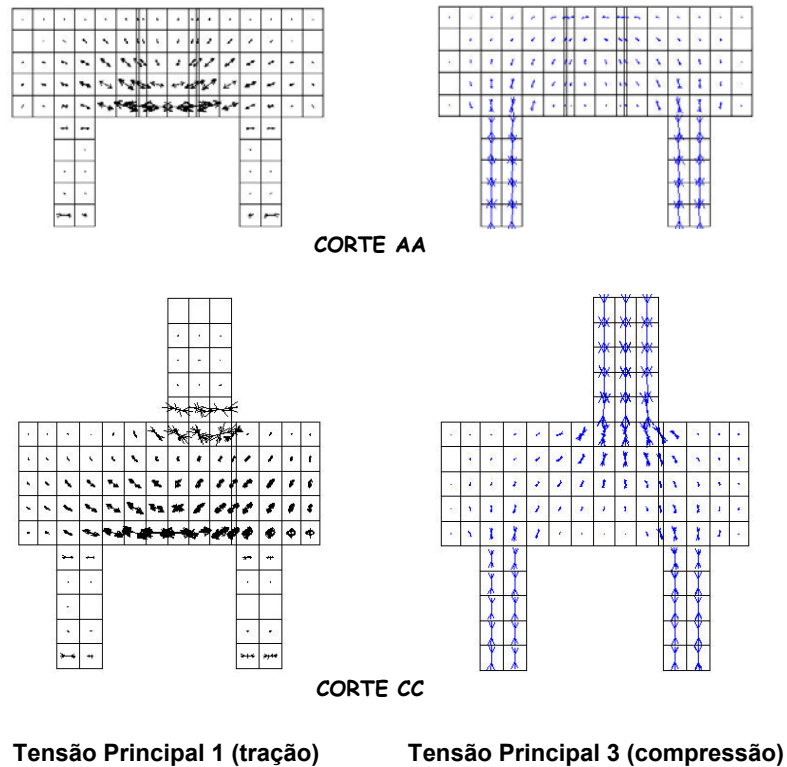 CORTE AA
CORTE CC
Tensão Principal 1 (tração) Tensão Principal 3 (compressão)